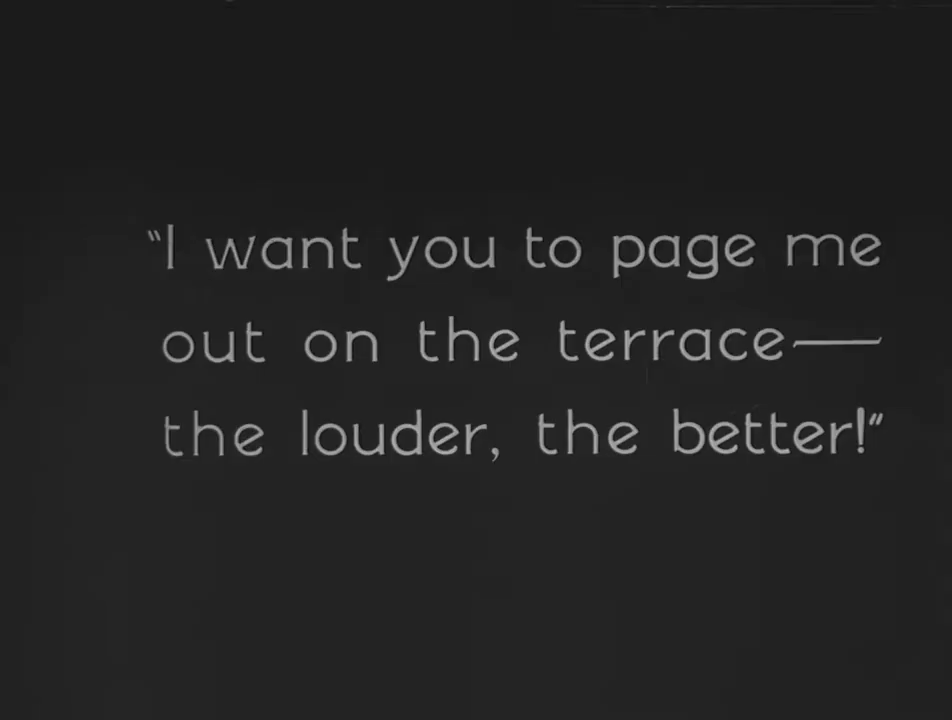 "I want you to page me
out on the terrace—
the louder, the better!"